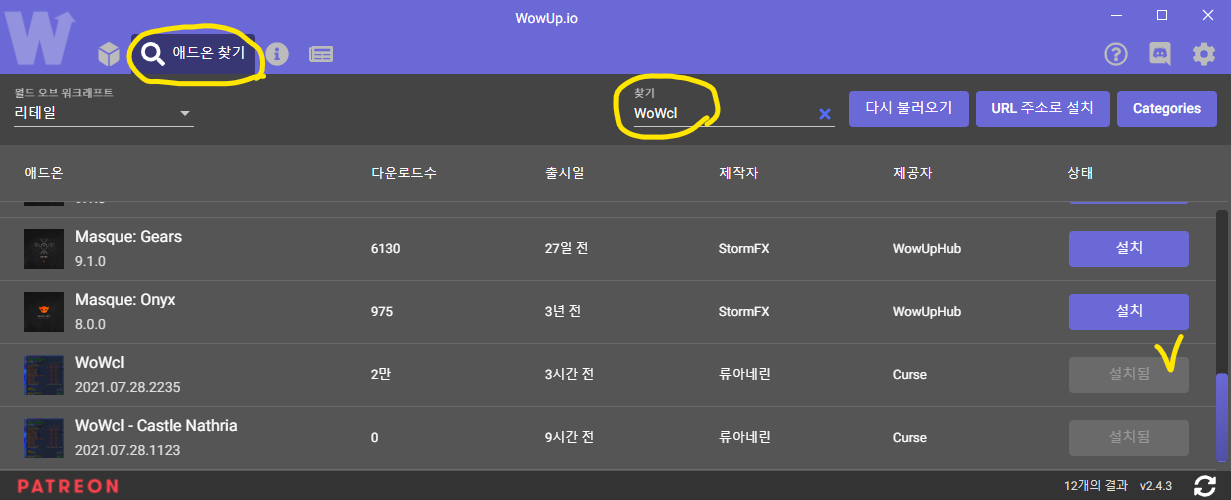 WowUp.io
애드온 찾기
월드 오브 워크래프트
리테일
찾기
WoWcl
다시 불러오기
URL 주소로 설치
Categories
애드온 다운로드수 출시일 제작자 제공자 상태
Masque: Gears
9.1.0
6130 27일 전 StormFX WowUpHub 설치
Masque: Onyx
8.0.0
975 3년 전 StormFX WowUpHub 설치
WoWcl
2021.07.28.2235
2만 3시간 전 류아네린 Curse 설치됨
WoWcl - Castle Nathria
2021.07.28.1123
0 9시간 전 류아네린 Curse 설치됨
PATREON
12개의 결과 v2.4.3